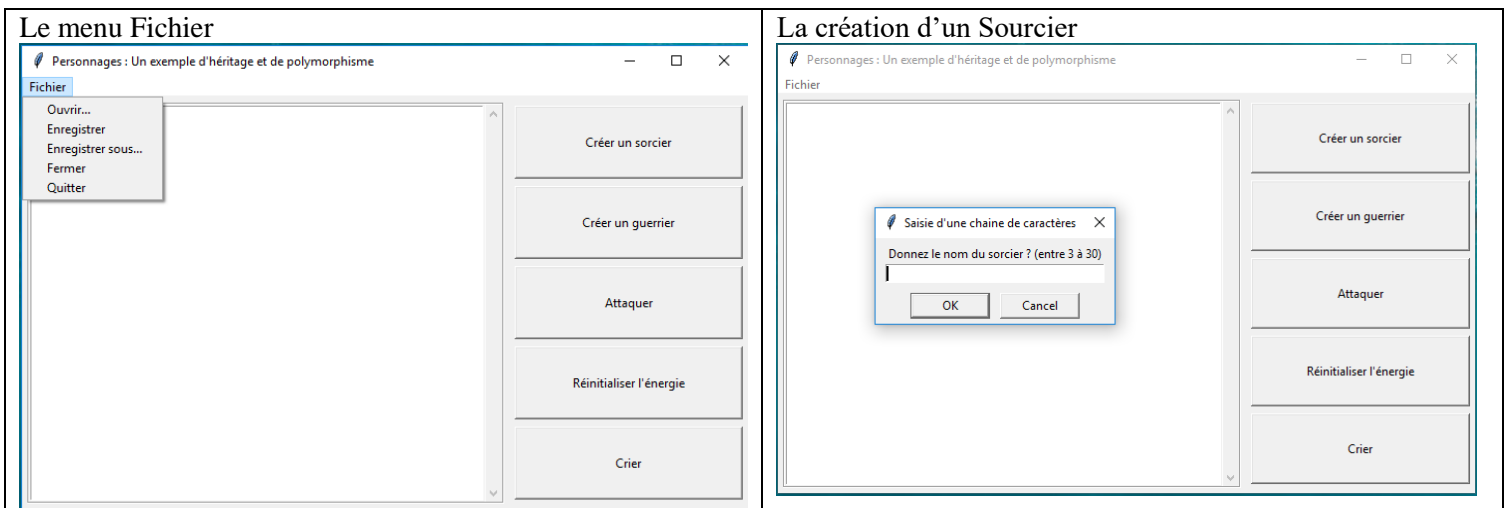 Le menu Fichier
Personnages : Un exemple d'héritage et de polymorphisme
Fichier
Ouvrir...
Enregistrer
Enregistrer sous...
Fermer
Quitter
Créer un sorcier
Créer un guerrier
Attaquer
Réinitialiser l'énergie
Crier
La création d’un Sourcier
Personnages : Un exemple d'héritage et de polymorphisme
Fichier
Saisie d'une chaine de caractères
Donnez le nom du sorcier ? (entre 3 à 30)
OK Cancel
Créer un sorcier
Créer un guerrier
Attaquer
Réinitialiser l'énergie
Crier